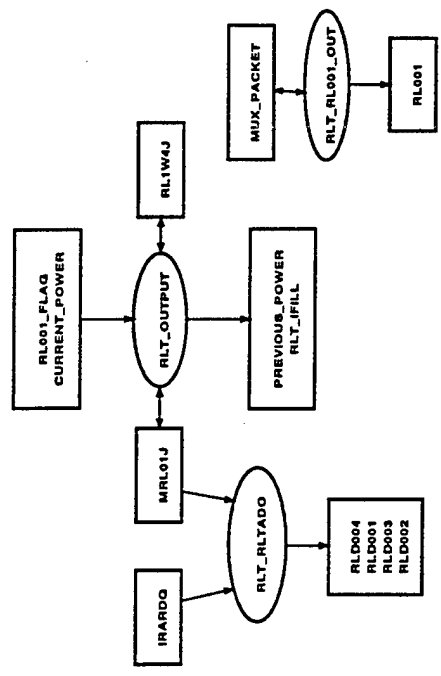 RL001_FLAG
CURRENT_POWER
IRARDQ
MRL01J
RLT_OUTPUT
RL1W4J
RLT_RLTADO
PREVIOUS_POWER
RLT_IFILL
MUX_PACKET
RLT_RL001_OUT
RLD004
RLD001
RLD003
RLD002
RL001